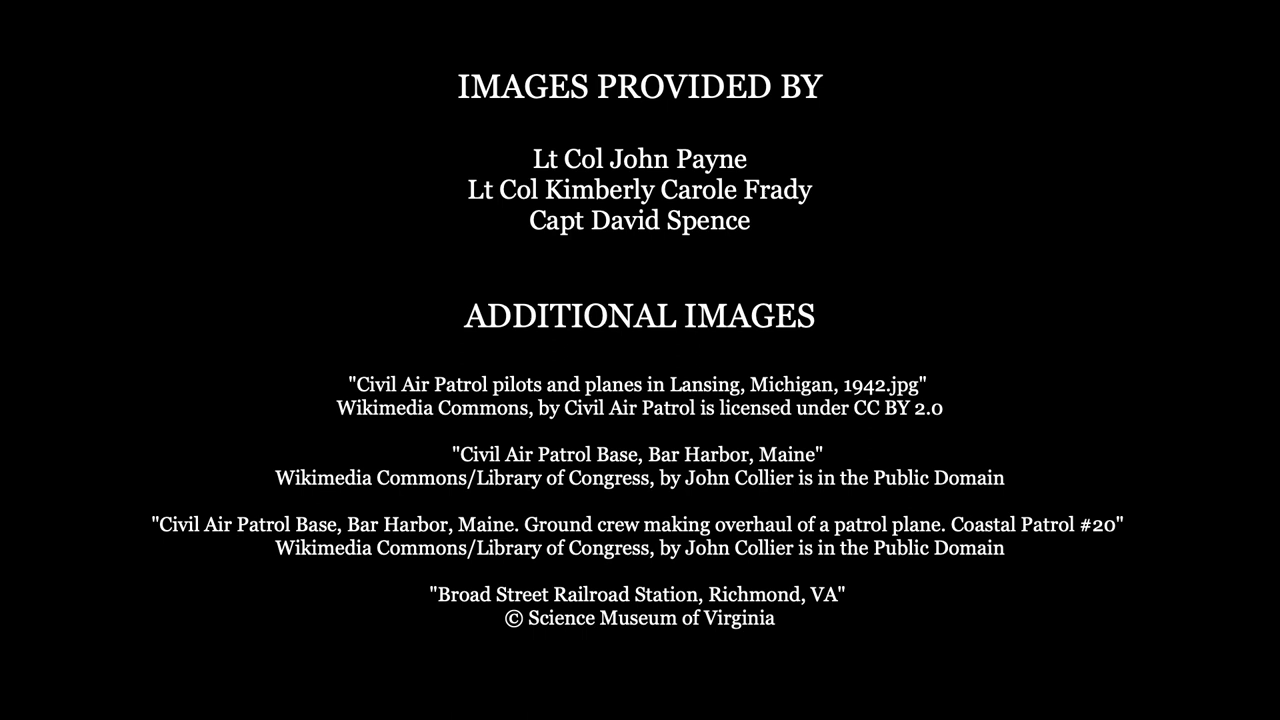 IMAGES PROVIDED BY
Lt Col John Payne
Lt Col Kimberly Carole Frady
Capt David Spence
ADDITIONAL IMAGES
"Civil Air Patrol pilots and planes in Lansing, Michigan, 1942.jpg"
Wikimedia Commons, by Civil Air Patrol is licensed under CC BY 2.0
"Civil Air Patrol Base, Bar Harbor, Maine"
Wikimedia Commons/Library of Congress, by John Collier is in the Public Domain
"Civil Air Patrol Base, Bar Harbor, Maine. Ground crew making overhaul of a patrol plane. Coastal Patrol #20"
Wikimedia Commons/Library of Congress, by John Collier is in the Public Domain
"Broad Street Railroad Station, Richmond, VA"
© Science Museum of Virginia